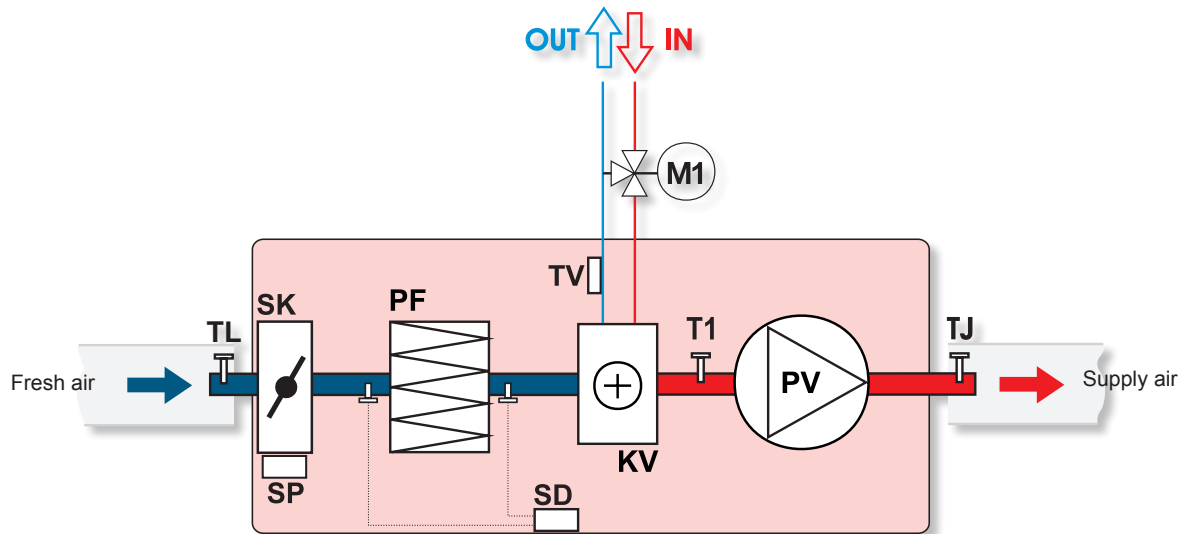 OUT IN
M1
TV
SK PF
TL T1 TJ
Fresh air PV Supply air
KV
SP SD